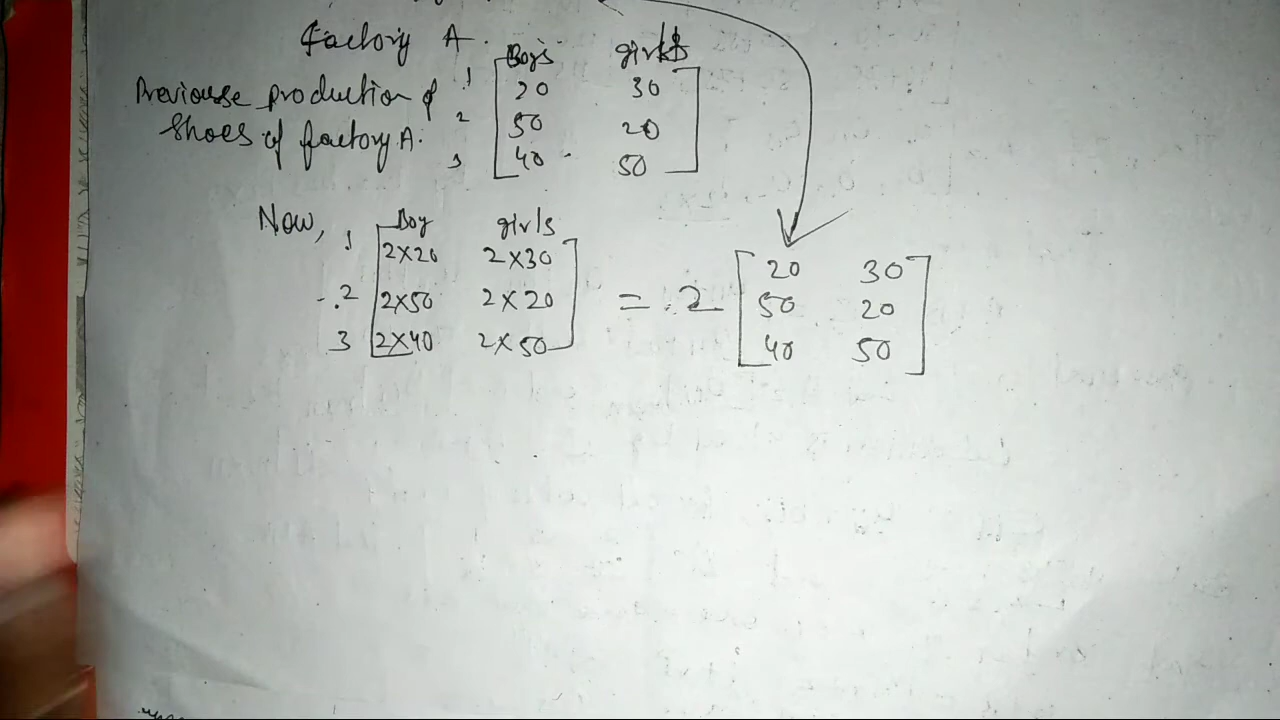 Factory A.
Boys girls
Previouse production of 1 20 30
Shoes of factory A. 2 50 20
3 40 50
Now, Boy girls
1 2×20 2×30 20 30
2 2×50 2×20 = 2 50 20
3 2×40 2×50 40 50